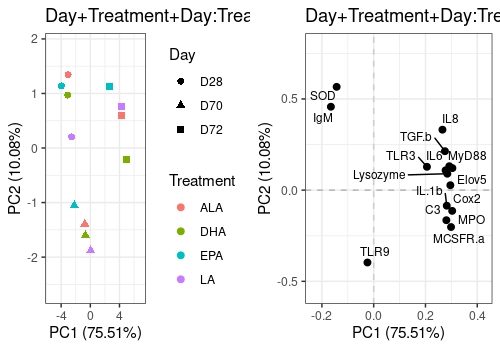 Day+Treatment+Day:Trea
Day+Treatment+Day:Tre
2
1
0
-1
-2
-4
0
4
PC2 (10.08%)
PC1 (75.51%)
Day
D28
D70
D72
Treatment
ALA
DHA
EPA
LA
0.5
0.0
-0.5
-0.2
0.0
0.2
0.4
PC2 (10.08%)
PC1 (75.51%)
SOD
IgM
IL8
TGF.b
TLR3
IL6
MyD88
Lysozyme
Elov5
IL.1b
Cox2
C3
MPO
MCSFR.a
TLR9